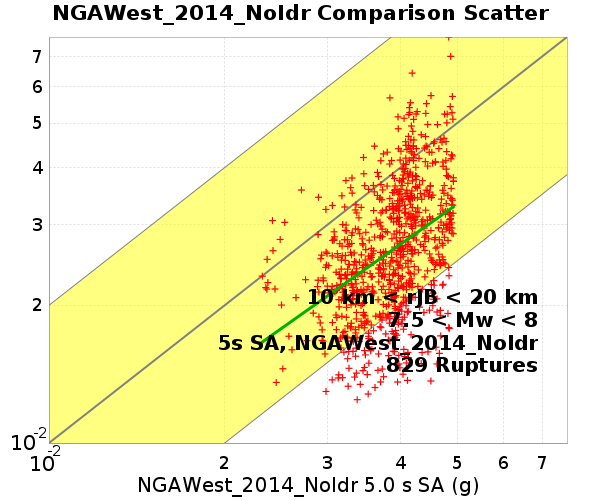 NGAWest_2014_NoIdr Comparison Scatter
7
6
5
4
3
2
10^-2
10^-2
2 3 4 5 6 7
10 km < rJB < 20 km
7.5 < Mw < 8
5s SA, NGAWest_2014_NoIdr
829 Ruptures
NGAWest_2014_NoIdr 5.0 s SA (g)